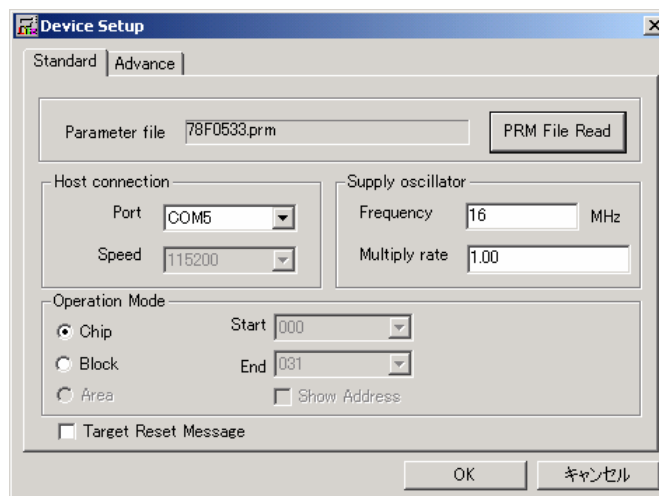 Device Setup
Standard Advance
Parameter file 78F0533.prm PRM File Read
Host connection
Port COM5
Speed 115200
Supply oscillator
Frequency 16 MHz
Multiply rate 1.00
Operation Mode
Chip Start 000
Block End 031
Area Show Address
Target Reset Message
OK キャンセル